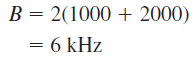 B = 2(1000 + 2000)
= 6 kHz